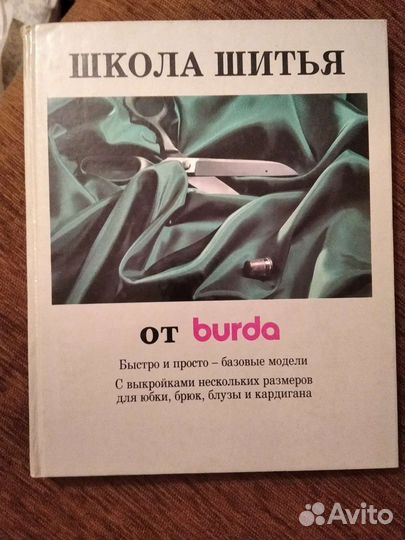 ШКОЛА ШИТЬЯ
от burda
Быстро и просто – базовые модели
С выкройками нескольких размеров
для юбки, брюк, блузы и кардигана
Avito